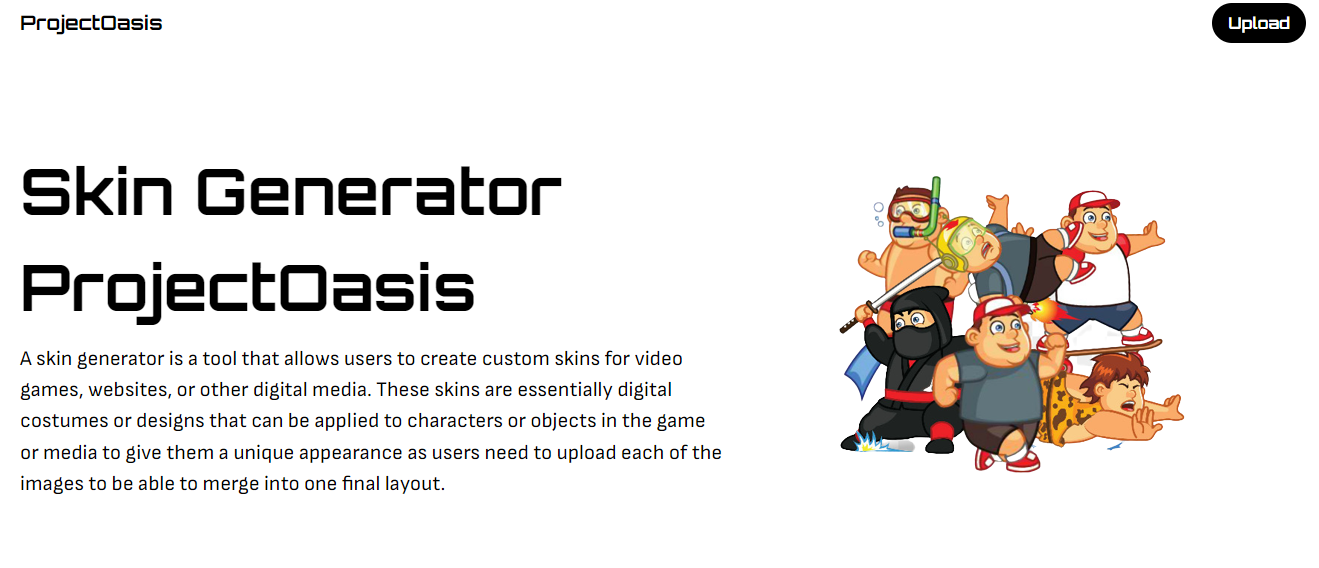 ProjectOasis
Upload
Skin Generator
ProjectOasis
A skin generator is a tool that allows users to create custom skins for video
games, websites, or other digital media. These skins are essentially digital
costumes or designs that can be applied to characters or objects in the game
or media to give them a unique appearance as users need to upload each of the
images to be able to merge into one final layout.